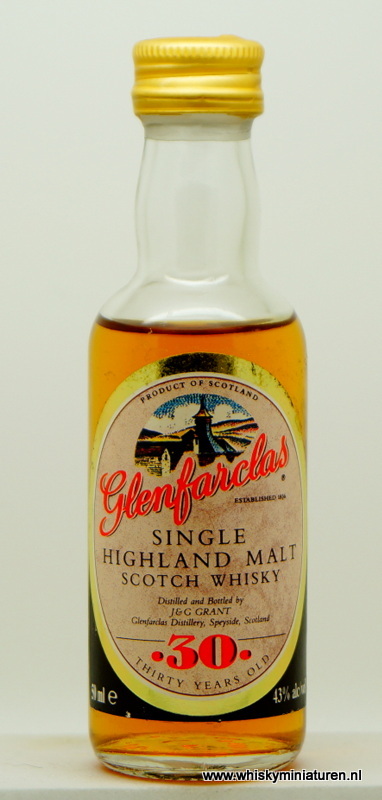 PRODUCT OF SCOTLAND
Glenfarclas
®
ESTABLISHED 1836
SINGLE
HIGHLAND MALT
SCOTCH WHISKY
Distilled and Bottled by
J&G GRANT
Glenfarclas Distillery, Speyside, Scotland
·30·
THIRTY YEARS OLD
50 ml e
43% alc/vol
www.whiskyminiaturen.nl